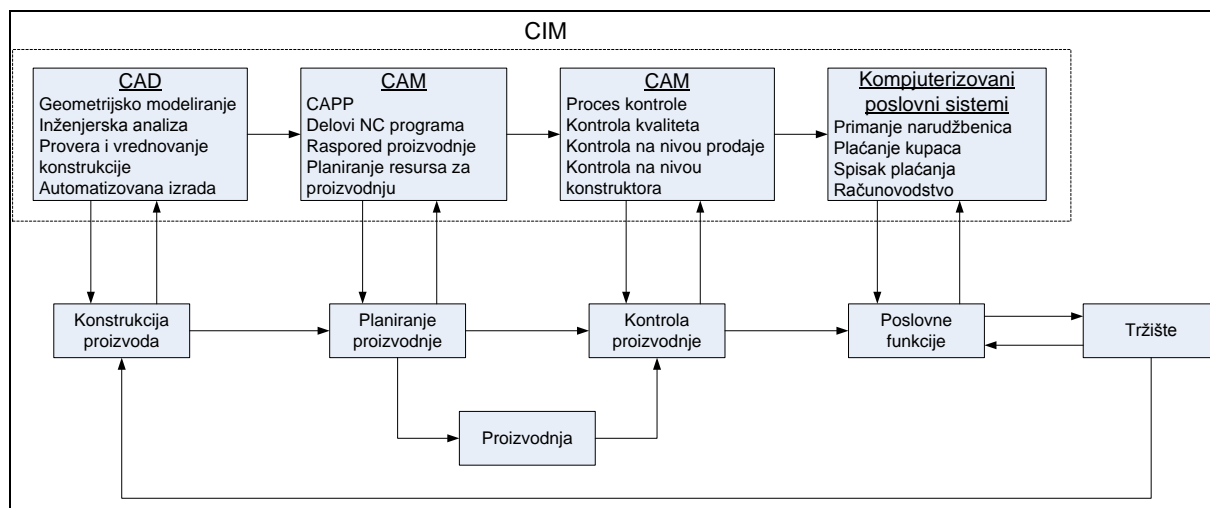 CIM
CAD
Geometrijsko modeliranje
Inženjerska analiza
Provera i vrednovanje
konstrukcije
Automatizovana izrada
CAM
CAPP
Delovi NC programa
Raspored proizvodnje
Planiranje resursa za
proizvodnju
CAM
Proces kontrole
Kontrola kvaliteta
Kontrola na nivou prodaje
Kontrola na nivou
konstruktora
Kompjuterizovani
poslovni sistemi
Primanje narudžbenica
Plaćanje kupaca
Spisak plaćanja
Računovodstvo
Konstrukcija
proizvoda
Planiranje
proizvodnje
Kontrola
proizvodnje
Poslovne
funkcije
Tržište
Proizvodnja